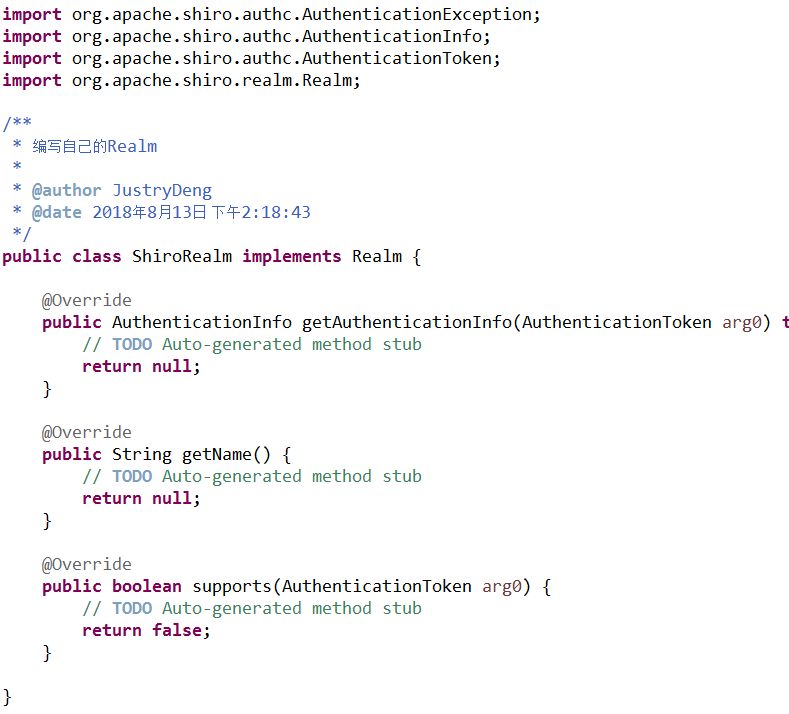 import org.apache.shiro.authc.AuthenticationException;
import org.apache.shiro.authc.AuthenticationInfo;
import org.apache.shiro.authc.AuthenticationToken;
import org.apache.shiro.realm.Realm;

/**
 * 编写自己的Realm
 *
 * @author JustryDeng
 * @date 2018年8月13日 下午2:18:43
 */
public class ShiroRealm implements Realm {

    @Override
    public AuthenticationInfo getAuthenticationInfo(AuthenticationToken arg0) t
        // TODO Auto-generated method stub
        return null;
    }

    @Override
    public String getName() {
        // TODO Auto-generated method stub
        return null;
    }

    @Override
    public boolean supports(AuthenticationToken arg0) {
        // TODO Auto-generated method stub
        return false;
    }

}